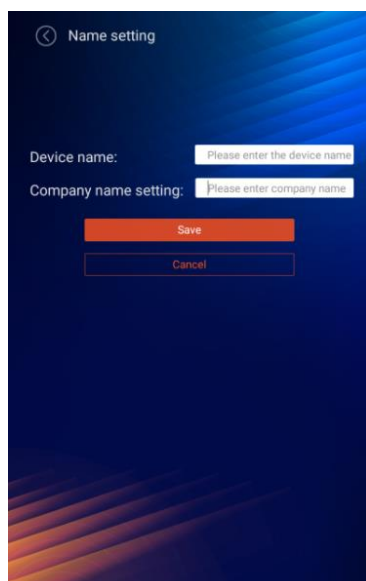 Name setting
Device name: Please enter the device name
Company name setting: Please enter company name
Save
Cancel